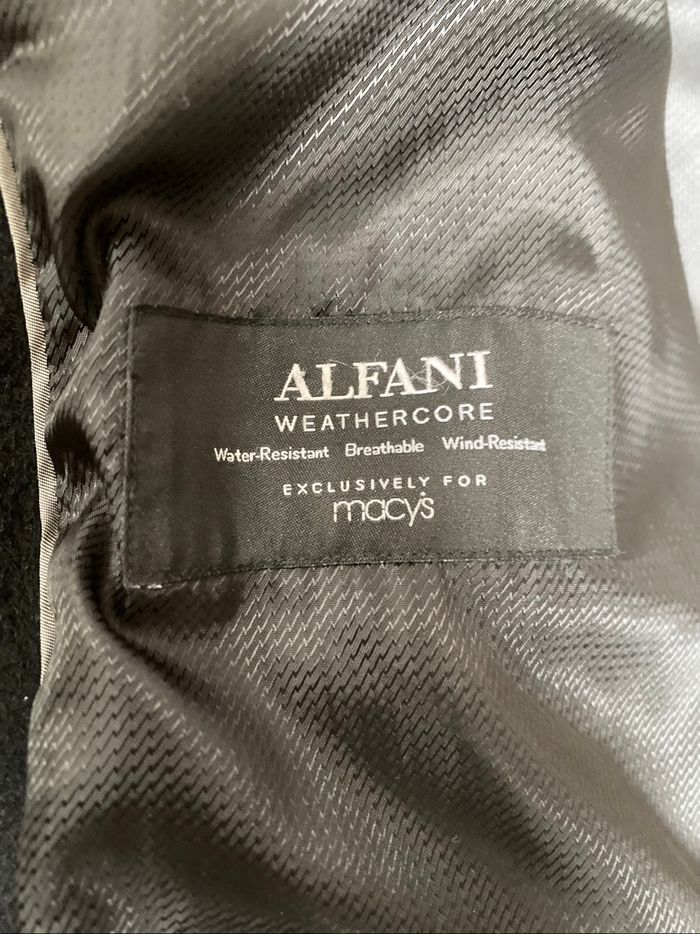 ALFANI
WEATHERCORE
Water-Resistant Breathable Wind-Resistant
EXCLUSIVELY FOR
macy's